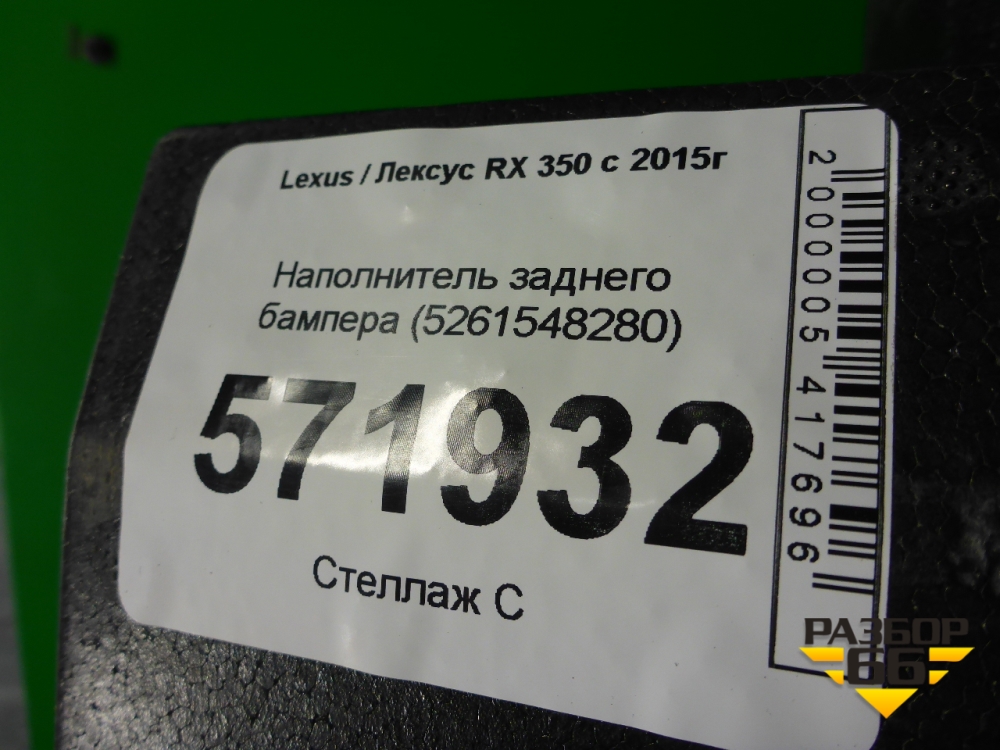 Lexus / Лексус RX 350 с 2015г
Наполнитель заднего
бампера (5261548280)
571932
Стеллаж С
2000005417696
РАЗБОР
66